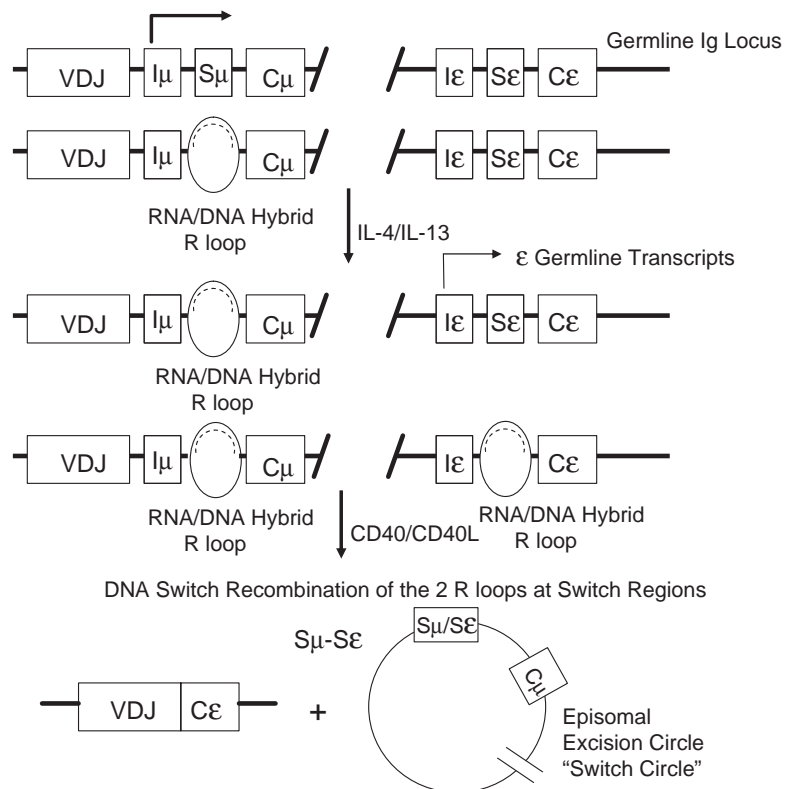 Germline Ig Locus
VDJ Iμ Sμ Cμ Iε Sε Cε
VDJ Iμ Cμ Iε Sε Cε
RNA/DNA Hybrid
R loop
IL-4/IL-13
ε Germline Transcripts
VDJ Iμ Cμ Iε Sε Cε
RNA/DNA Hybrid
R loop
VDJ Iμ Cμ Iε Cε
RNA/DNA Hybrid
R loop
RNA/DNA Hybrid
R loop
CD40/CD40L
DNA Switch Recombination of the 2 R loops at Switch Regions
Sμ-Sε
Sμ/Sε
Cμ
VDJ Cε
+
Episomal
Excision Circle
“Switch Circle”